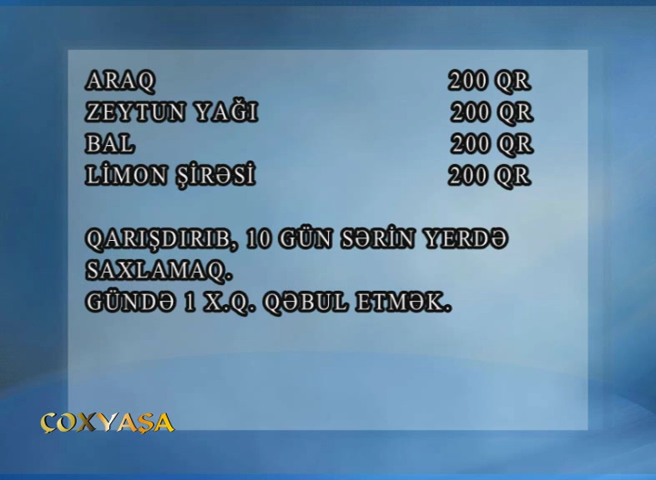 ARAQ 200 QR
ZEYTUN YAĞI 200 QR
BAL 200 QR
LİMON ŞİRƏSİ 200 QR
QARIŞDIRIB, 10 GÜN SƏRİN YERDƏ
SAXLAMAQ.
GÜNDƏ 1 X.Q. QƏBUL ETMƏK.
ÇOXYAŞA